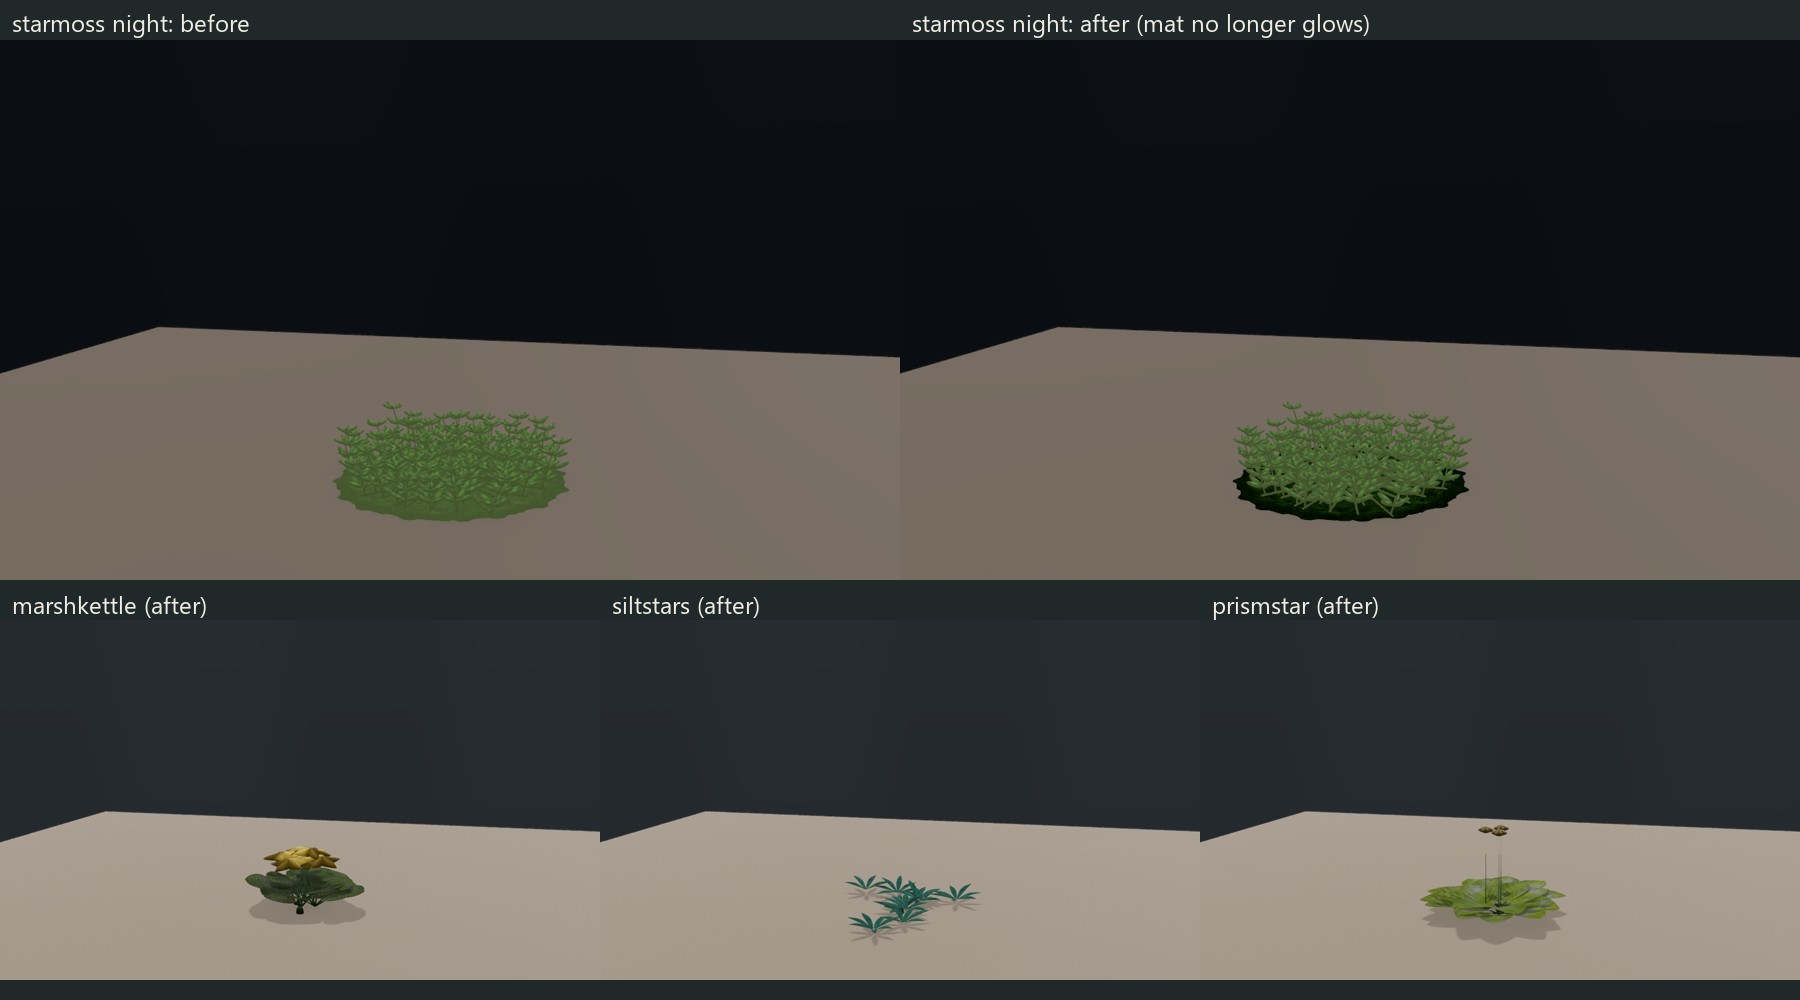 starmoss night: before
starmoss night: after (mat no longer glows)
marshkettle (after)
siltstars (after)
prismstar (after)